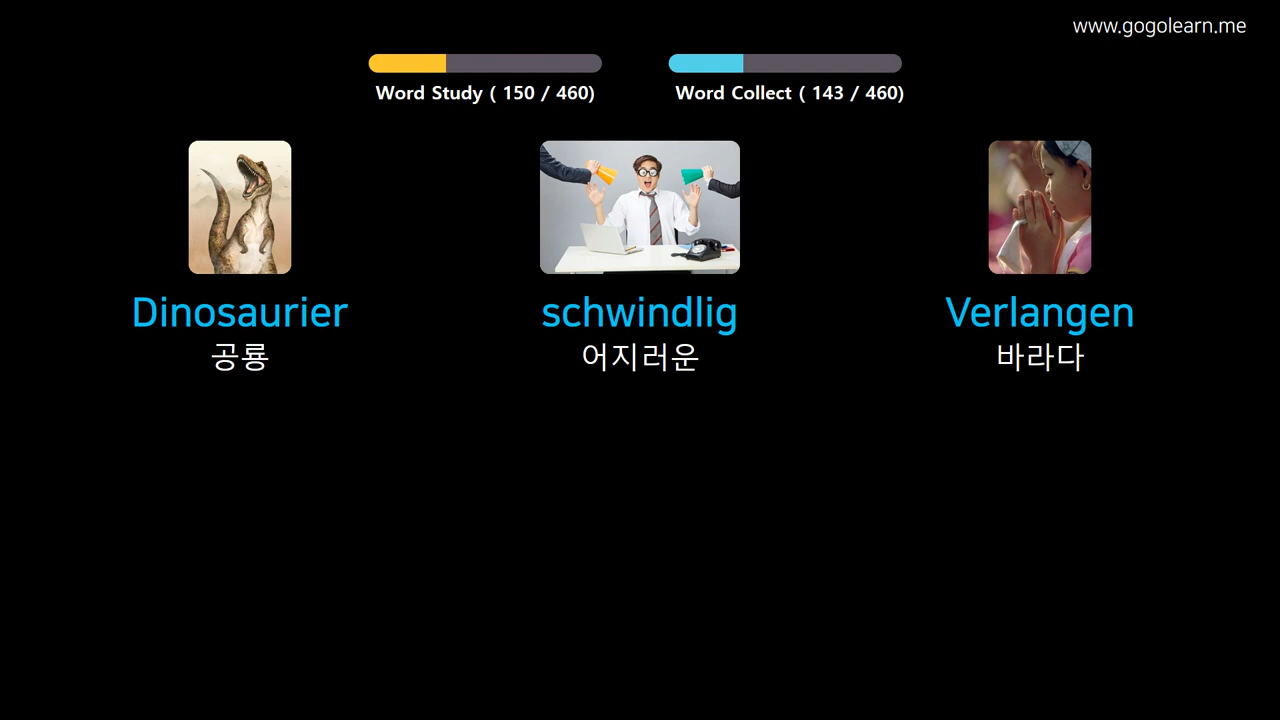 www.gogolearn.me
Word Study ( 150 / 460)
Word Collect ( 143 / 460)
Dinosaurier
공룡
schwindlig
어지러운
Verlangen
바라다